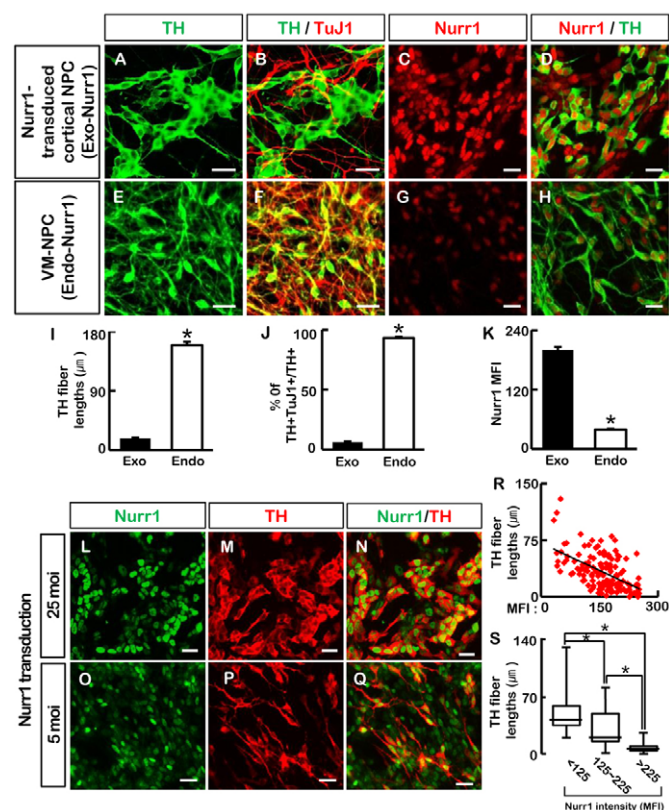 TH
TH / TuJ1
Nurr1
Nurr1 / TH
Nurr1-
transduced
cortical NPC
(Exo-Nurr1)
A
B
C
D
VM-NPC
(Endo-Nurr1)
E
F
G
H
I
TH fiber
lengths (μm)
180
90
0
*
Exo
Endo
J
% 0f
TH+TuJ1+/TH+
100
50
0
*
Exo
Endo
K
Nurr1 MFI
240
120
0
*
Exo
Endo
Nurr1
TH
Nurr1/TH
Nurr1 transduction
25 moi
L
M
N
5 moi
O
P
Q
R
TH fiber
lengths (μm)
150
75
0
MFI :
0
150
300
S
TH fiber
lengths (μm)
140
70
0
*
*
*
<125
125~225
>225
Nurr1 intensity (MFI)